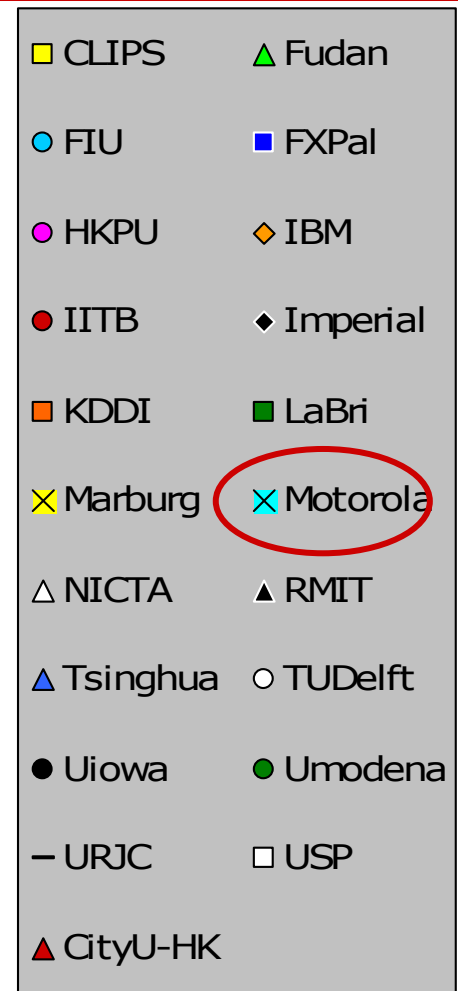 CLIPS Fudan
FIU FXPal
HKPU IBM
IITB Imperial
KDDI LaBri
Marburg Motorola
NICTA RMIT
Tsinghua TUDelft
Uiowa Umodena
URJC USP
CityU-HK